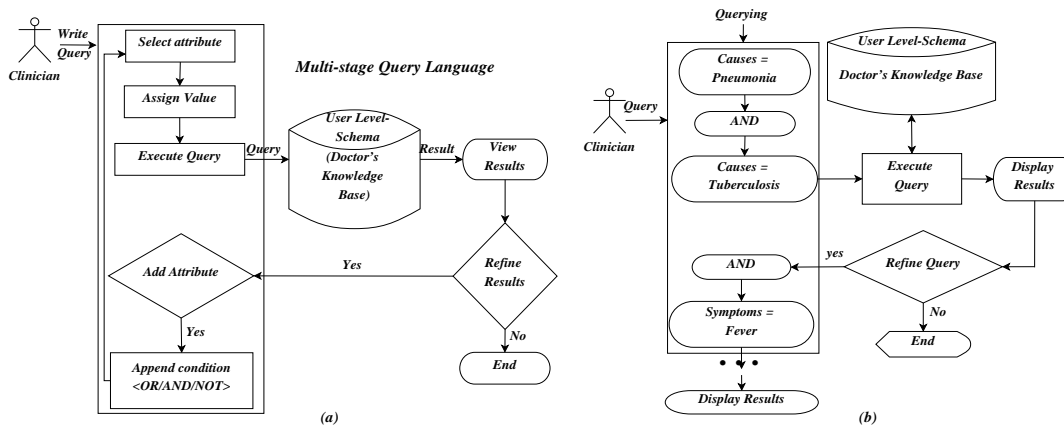 Write
Query
Clinician
Select attribute
Assign Value
Execute Query
Query
Multi-stage Query Language
User Level-
Schema
(Doctor's
Knowledge
Base)
Result
View
Results
Refine
Results
Yes
Add Attribute
Yes
Append condition
<OR/AND/NOT>
No
End
(a)
Querying
Query
Clinician
Causes =
Pneumonia
AND
Causes =
Tuberculosis
User Level-Schema
Doctor's Knowledge Base
Execute
Query
Display
Results
Refine Query
yes
AND
Symptoms =
Fever
No
End
• • •
Display Results
(b)